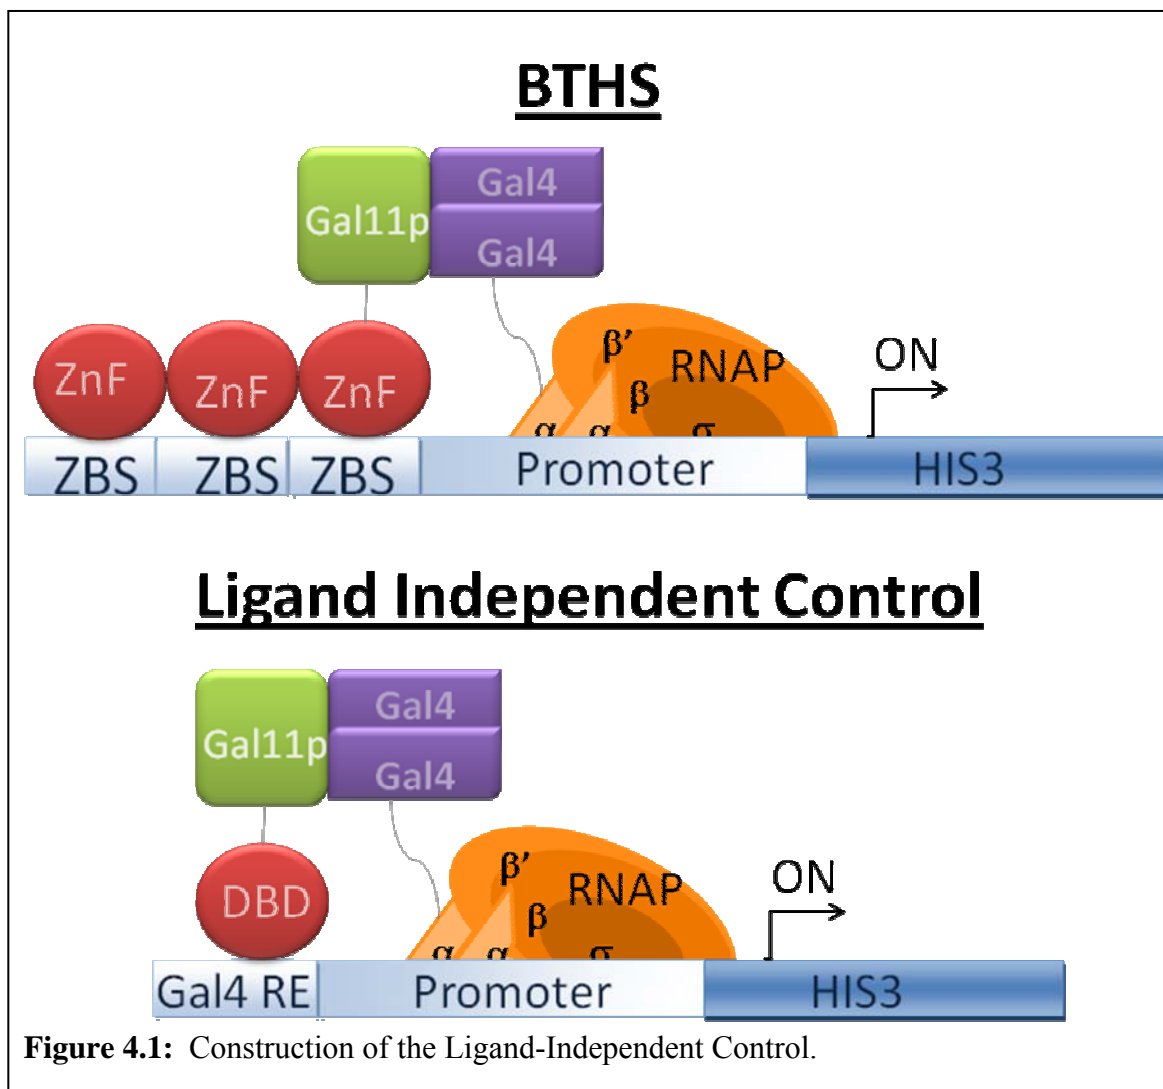 BTHS
Gal11p
Gal4
Gal4
ZnF ZnF ZnF
β' β RNAP
α α σ
ON
ZBS ZBS ZBS Promoter HIS3
Ligand Independent Control
Gal11p
Gal4
Gal4
DBD
β' β RNAP
α α σ
ON
Gal4 RE Promoter HIS3
Figure 4.1: Construction of the Ligand-Independent Control.